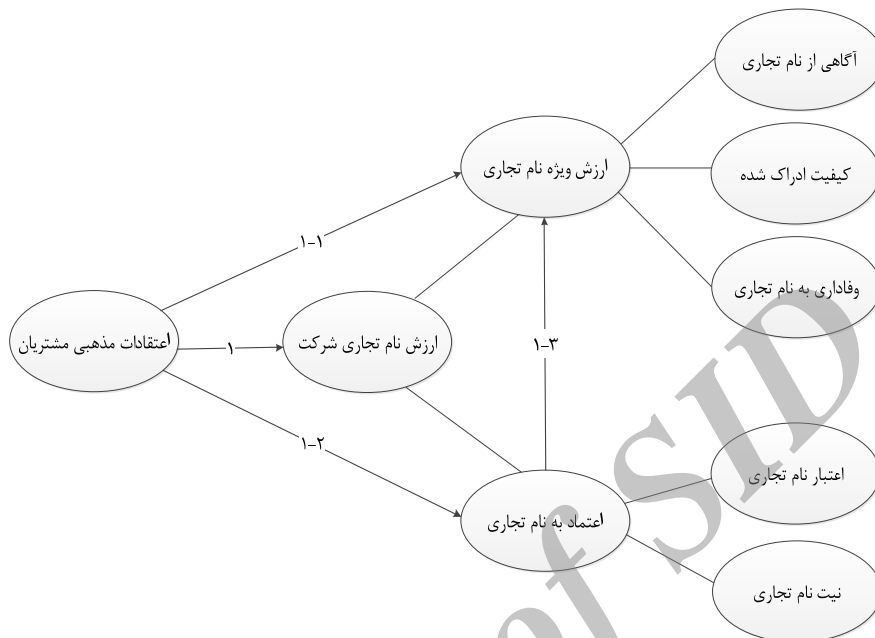 آگاهی از نام تجاری
ارزش ویژه نام تجاری
کیفیت ادراک شده
۱-۱
وفاداری به نام تجاری
اعتقادات مذهبی مشتریان
۱
ارزش نام تجاری شرکت
۱-۳
۱-۲
اعتبار نام تجاری
اعتماد به نام تجاری
نیت نام تجاری
of SID